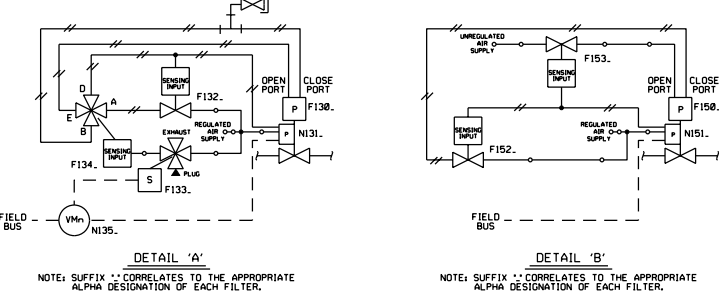 SENSING
INPUT
OPEN
PORT
CLOSE
PORT
D
A
E
B
F132_
P
F130_
EXHAUST
REGULATED
AIR
SUPPLY
P
N131_
SENSING
INPUT
F134_
PLUG
S
F133_
FIELD
BUS
VMn
N135_
DETAIL 'A'
NOTE: SUFFIX '_' CORRELATES TO THE APPROPRIATE
ALPHA DESIGNATION OF EACH FILTER.
UNREGULATED
AIR
SUPPLY
F153_
SENSING
INPUT
OPEN
PORT
CLOSE
PORT
P
F150_
SENSING
INPUT
REGULATED
AIR
SUPPLY
P
N151_
F152_
FIELD
BUS
DETAIL 'B'
NOTE: SUFFIX '_' CORRELATES TO THE APPROPRIATE
ALPHA DESIGNATION OF EACH FILTER.